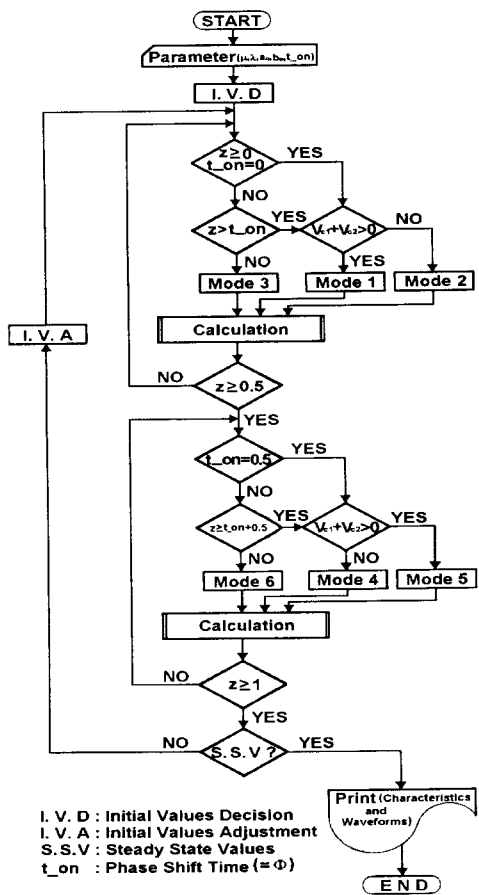 START
Parameter(μ,λ,a₀,b₀,t_on)
I. V. D
z≥0
t_on=0
YES
NO
z>t_on
YES
Vc1+Vc2>0
NO
NO
YES
Mode 3
Mode 1
Mode 2
Calculation
I. V. A
NO
z≥0.5
YES
t_on=0.5
YES
NO
z≥t_on+0.5
YES
Vc1+Vc2>0
YES
NO
NO
Mode 6
Mode 4
Mode 5
Calculation
NO
z≥1
YES
NO
S. S. V ?
YES
Print (Characteristics
and
Waveforms)
I. V. D : Initial Values Decision
I. V. A : Initial Values Adjustment
S. S. V : Steady State Values
t_on : Phase Shift Time (=Φ)
E N D